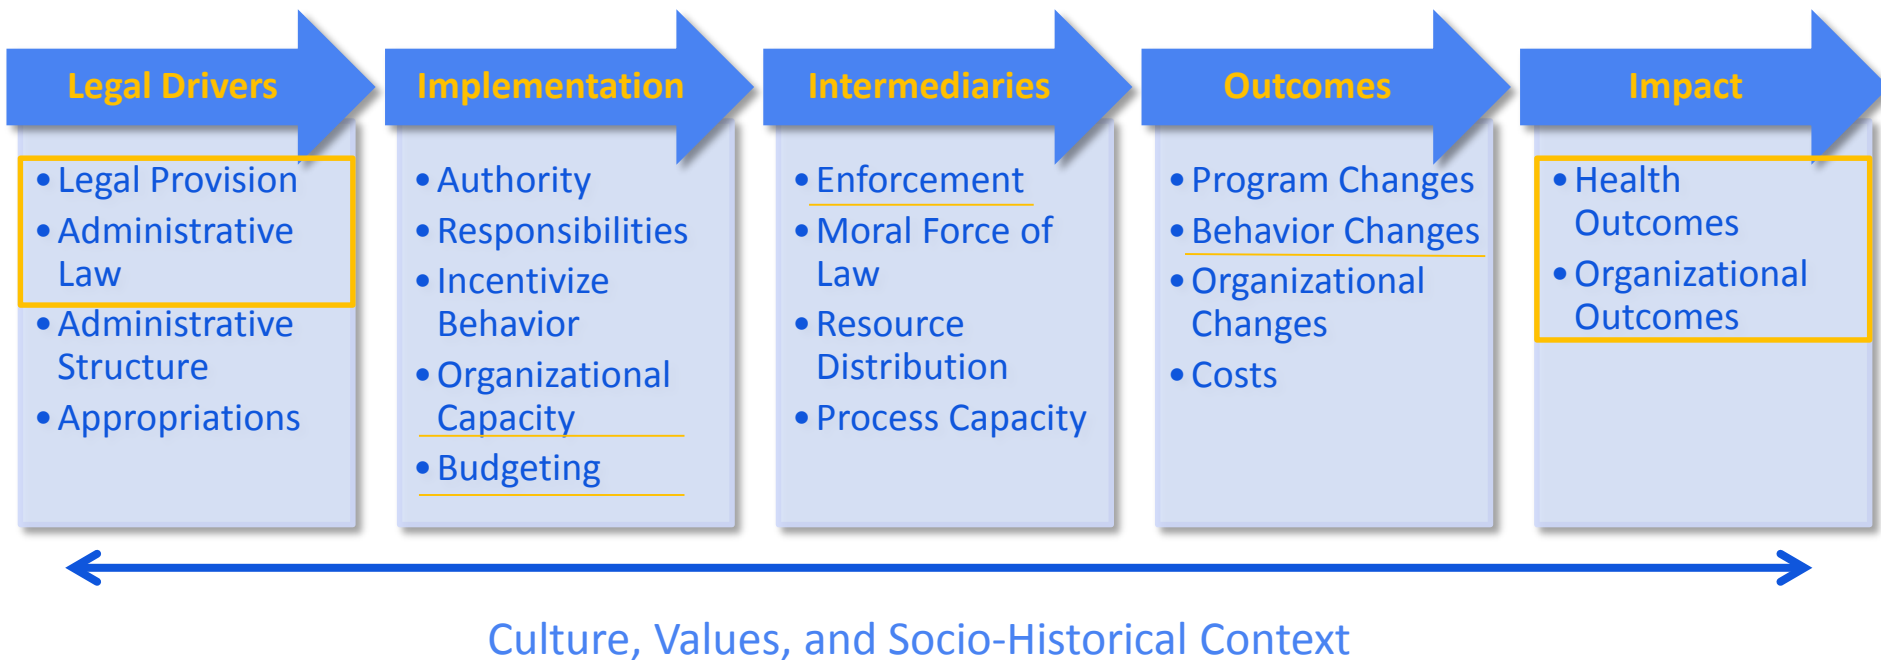 Legal Drivers
• Legal Provision
• Administrative
Law
• Administrative
Structure
• Appropriations
Implementation
• Authority
• Responsibilities
• Incentivize
Behavior
• Organizational
Capacity
• Budgeting
Intermediaries
• Enforcement
• Moral Force of
Law
• Resource
Distribution
• Process Capacity
Outcomes
• Program Changes
• Behavior Changes
• Organizational
Changes
• Costs
Impact
• Health
Outcomes
• Organizational
Outcomes
Culture, Values, and Socio-Historical Context